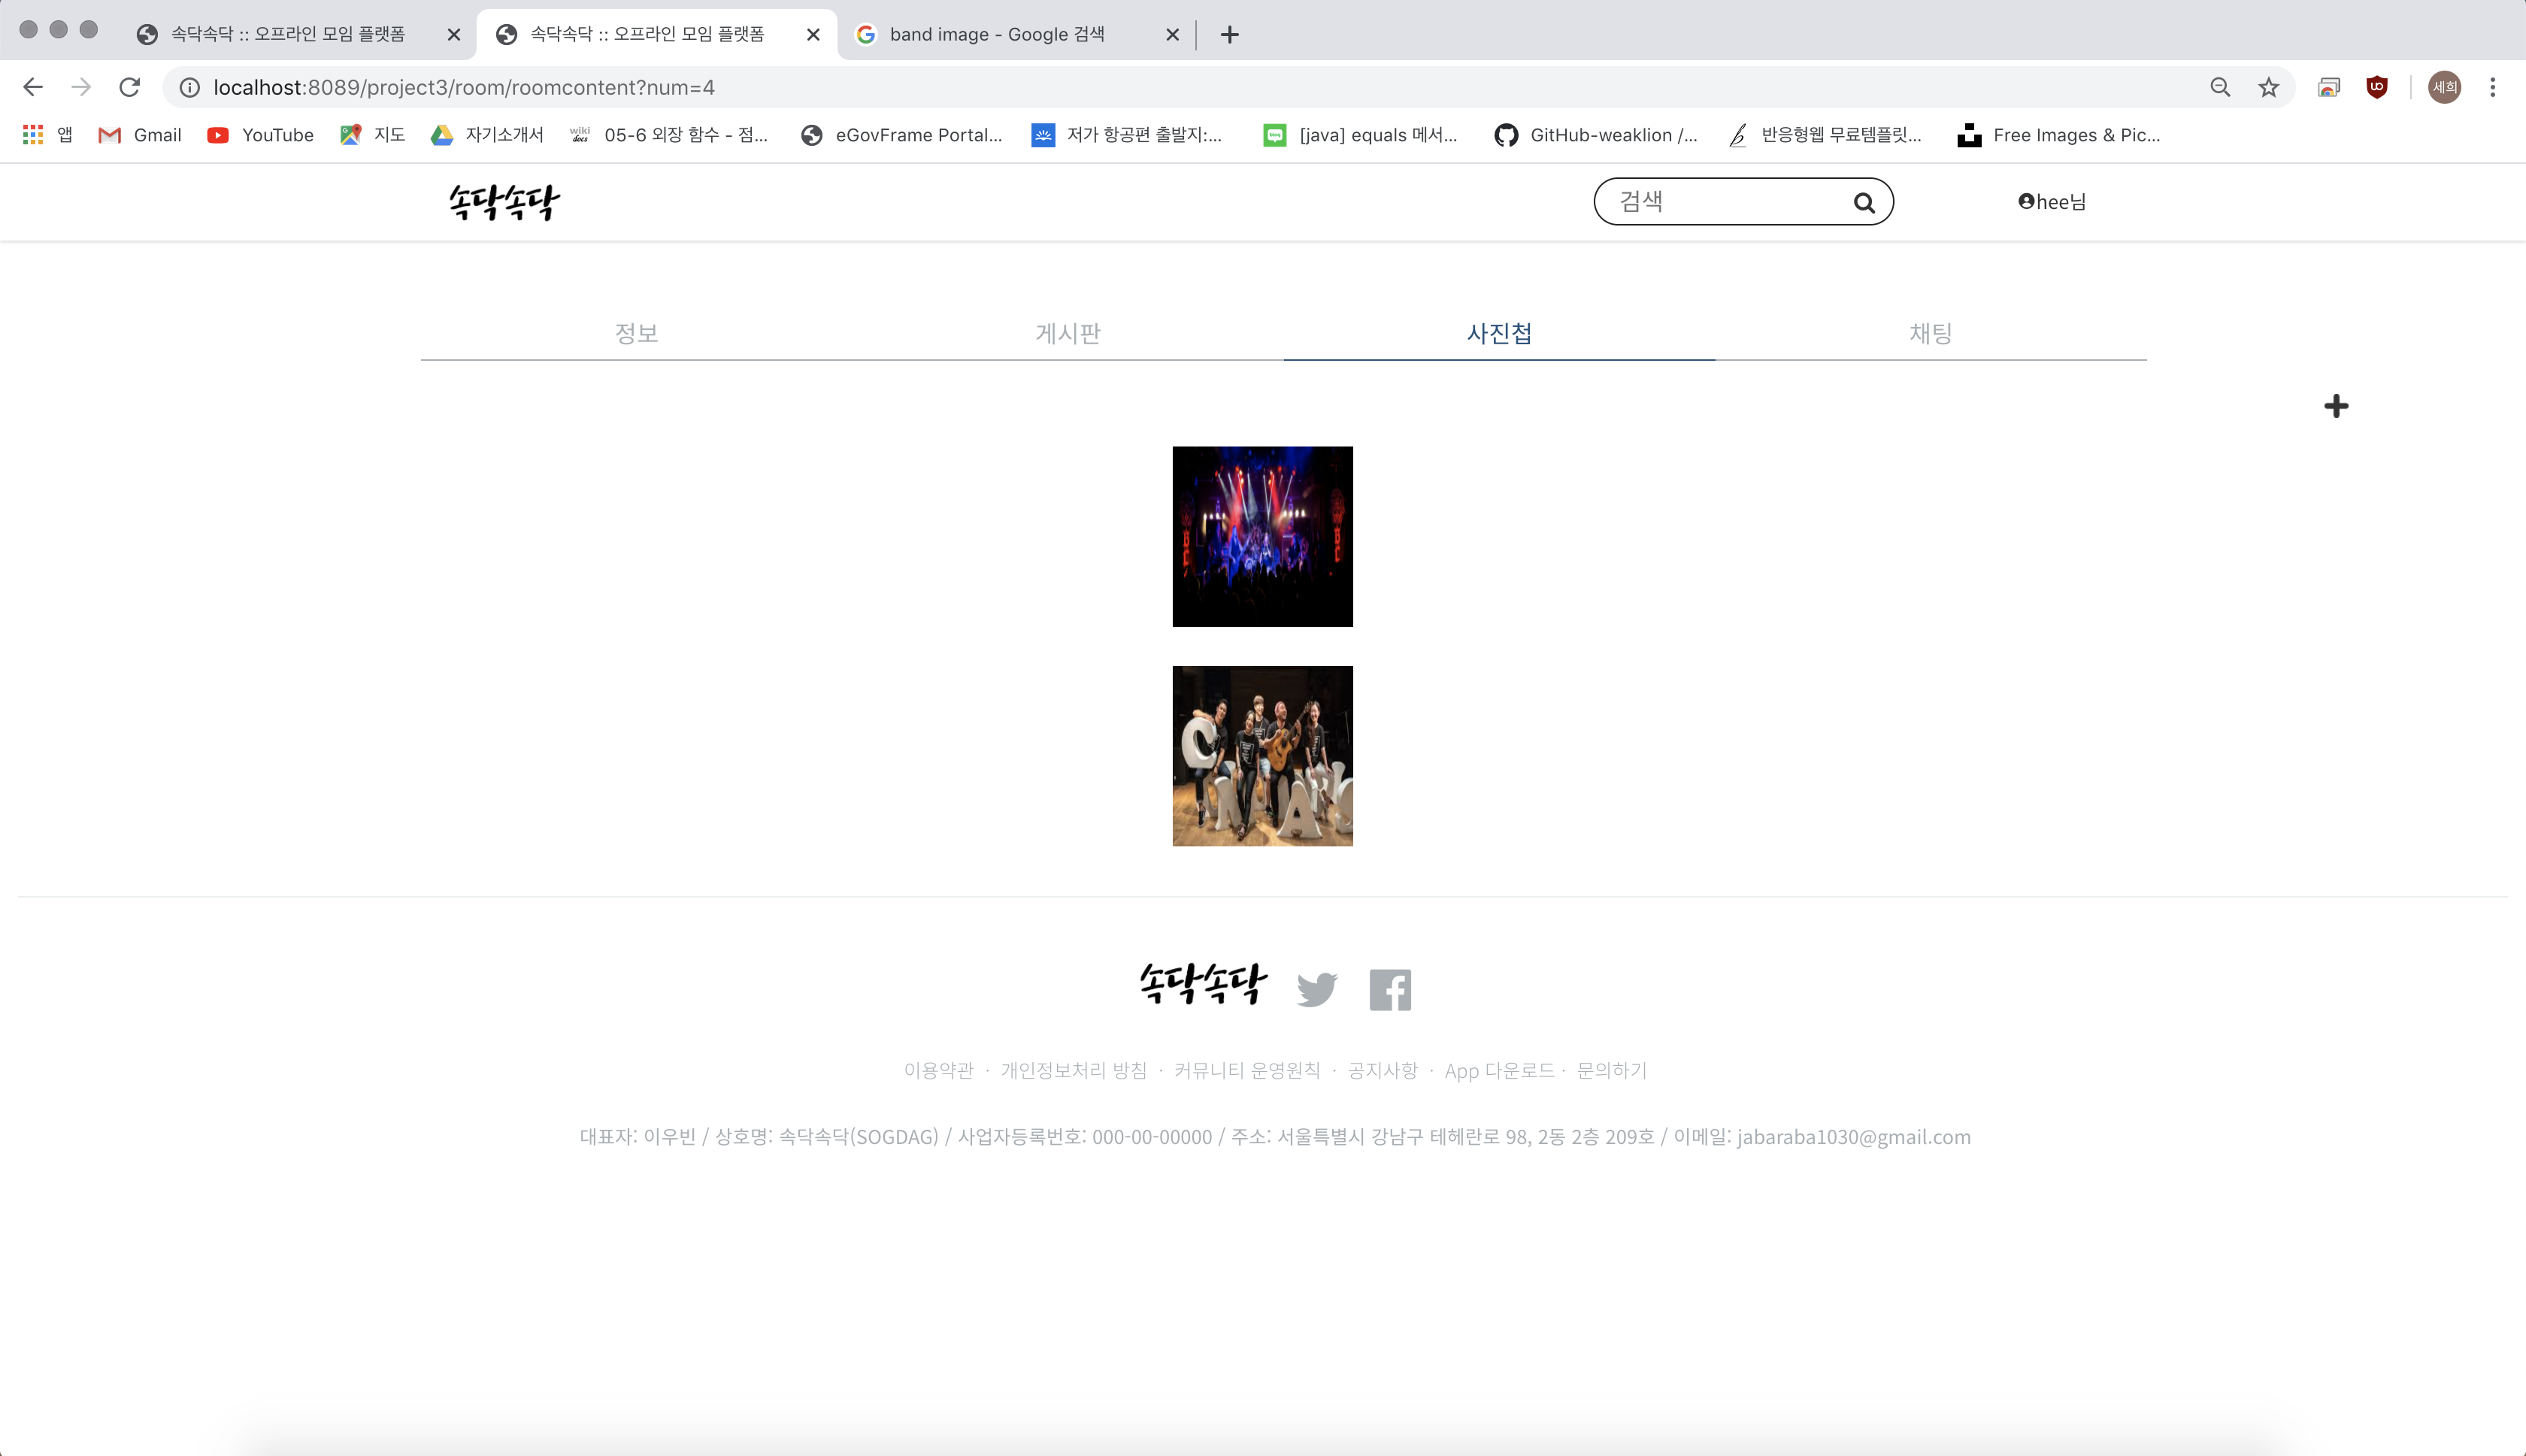 속닥속닥 :: 오프라인 모임 플랫폼
속닥속닥 :: 오프라인 모임 플랫폼
band image - Google 검색
localhost:8089/project3/room/roomcontent?num=4
세희
앱 Gmail YouTube 지도 자기소개서 wiki docs 05-6 외장 함수 - 점... eGovFrame Portal... 저가 항공편 출발지:... [java] equals 메서... GitHub-weaklion /... 반응형웹 무료템플릿... Free Images & Pic...
속닥속닥
검색
hee님
정보 게시판 사진첩 채팅
속닥속닥
이용약관 · 개인정보처리 방침 · 커뮤니티 운영원칙 · 공지사항 · App 다운로드 · 문의하기
대표자: 이우빈 / 상호명: 속닥속닥(SOGDAG) / 사업자등록번호: 000-00-00000 / 주소: 서울특별시 강남구 테헤란로 98, 2동 2층 209호 / 이메일: jabaraba1030@gmail.com